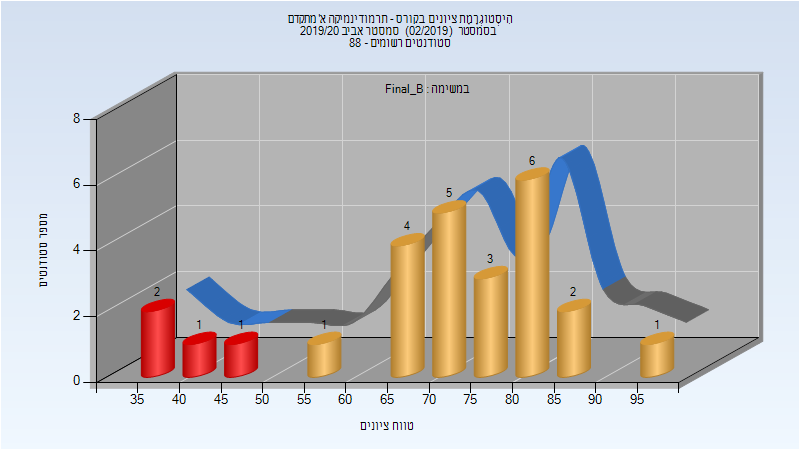 היסטוגרמת ציונים בקורס - תרמודינמיקה א' מתקדם
בסמסטר (02/2019) סמסטר אביב 2019/20
סטודנטים רשומים - 88
במשימה : Final_B
מספר סטודנטים
8
6
4
2
0
2
1
1
1
4
5
3
6
2
1
35 40 45 50 55 60 65 70 75 80 85 90 95
טווח ציונים